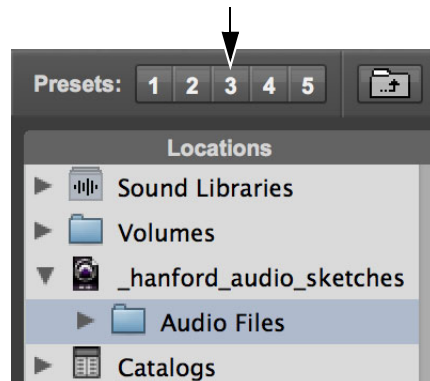 Presets: 1 2 3 4 5
Locations
Sound Libraries
Volumes
_hanford_audio_sketches
Audio Files
Catalogs